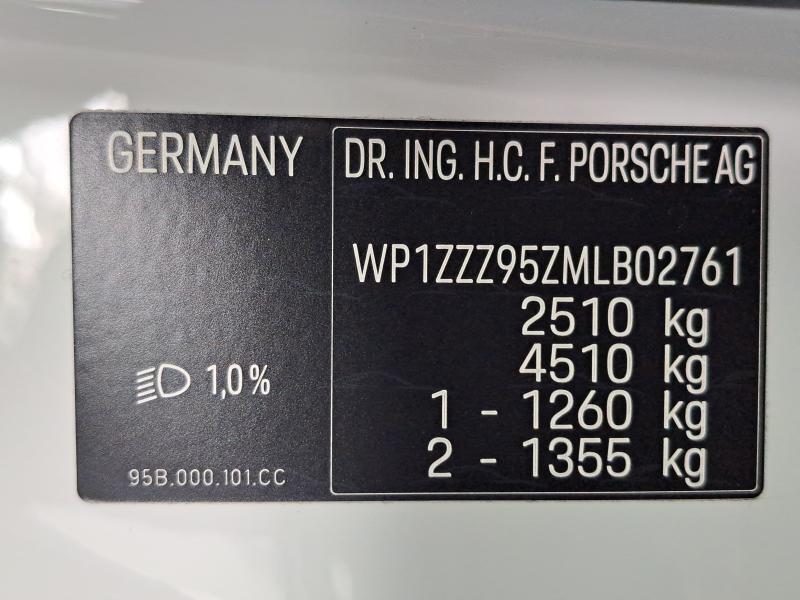 GERMANY
1,0%
95B.000.101.CC
DR. ING. H.C. F. PORSCHE AG
WP1ZZZ95ZMLB02761
2510 kg
4510 kg
1 - 1260 kg
2 - 1355 kg